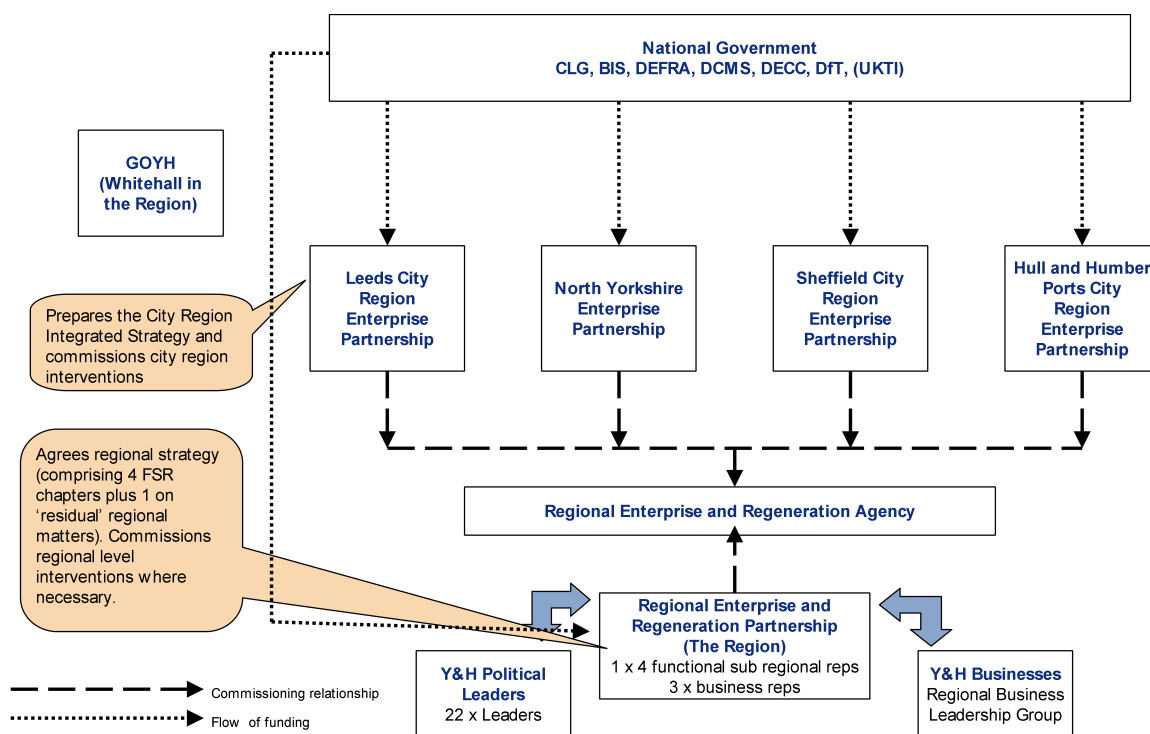 National Government
CLG, BIS, DEFRA, DCMS, DECC, DfT, (UKTI)
GOYH
(Whitehall in
the Region)
Leeds City
Region
Enterprise
Partnership
North Yorkshire
Enterprise
Partnership
Sheffield City
Region
Enterprise
Partnership
Hull and Humber
Ports City
Region
Enterprise
Partnership
Prepares the City Region
Integrated Strategy and
commissions city region
interventions
Agrees regional strategy
(comprising 4 FSR
chapters plus 1 on
‘residual’ regional
matters). Commissions
regional level
interventions where
necessary.
Regional Enterprise and Regeneration Agency
Regional Enterprise and
Regeneration Partnership
(The Region)
1 x 4 functional sub regional reps
3 x business reps
Y&H Political
Leaders
22 x Leaders
Y&H Businesses
Regional Business
Leadership Group
Commissioning relationship
Flow of funding